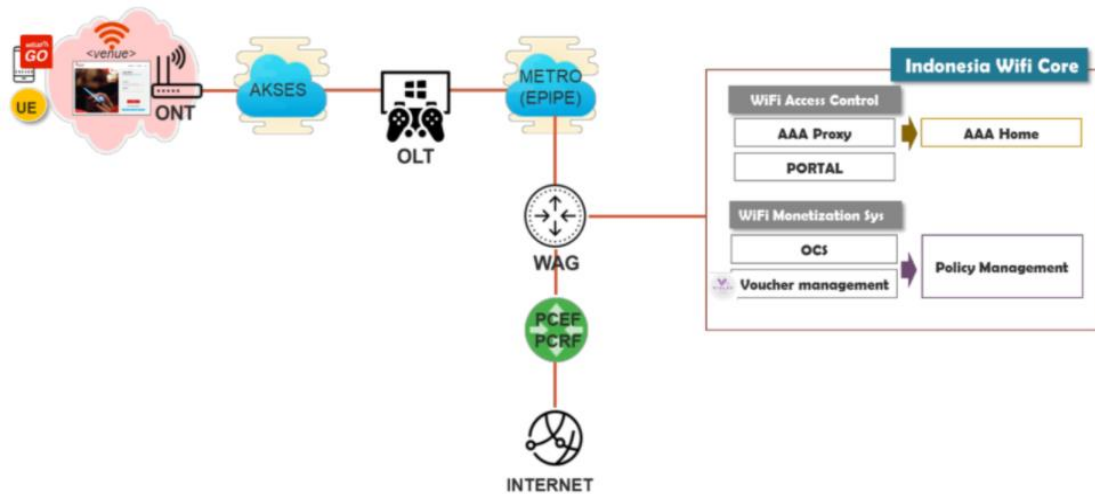 GO
<venue>
UE
ONT
AKSES
OLT
METRO
(EPIPE)
WAG
PCEF
PCRF
INTERNET
Indonesia Wifi Core
WiFi Access Control
AAA Proxy
AAA Home
PORTAL
WiFi Monetization Sys
OCS
Voucher management
Policy Management